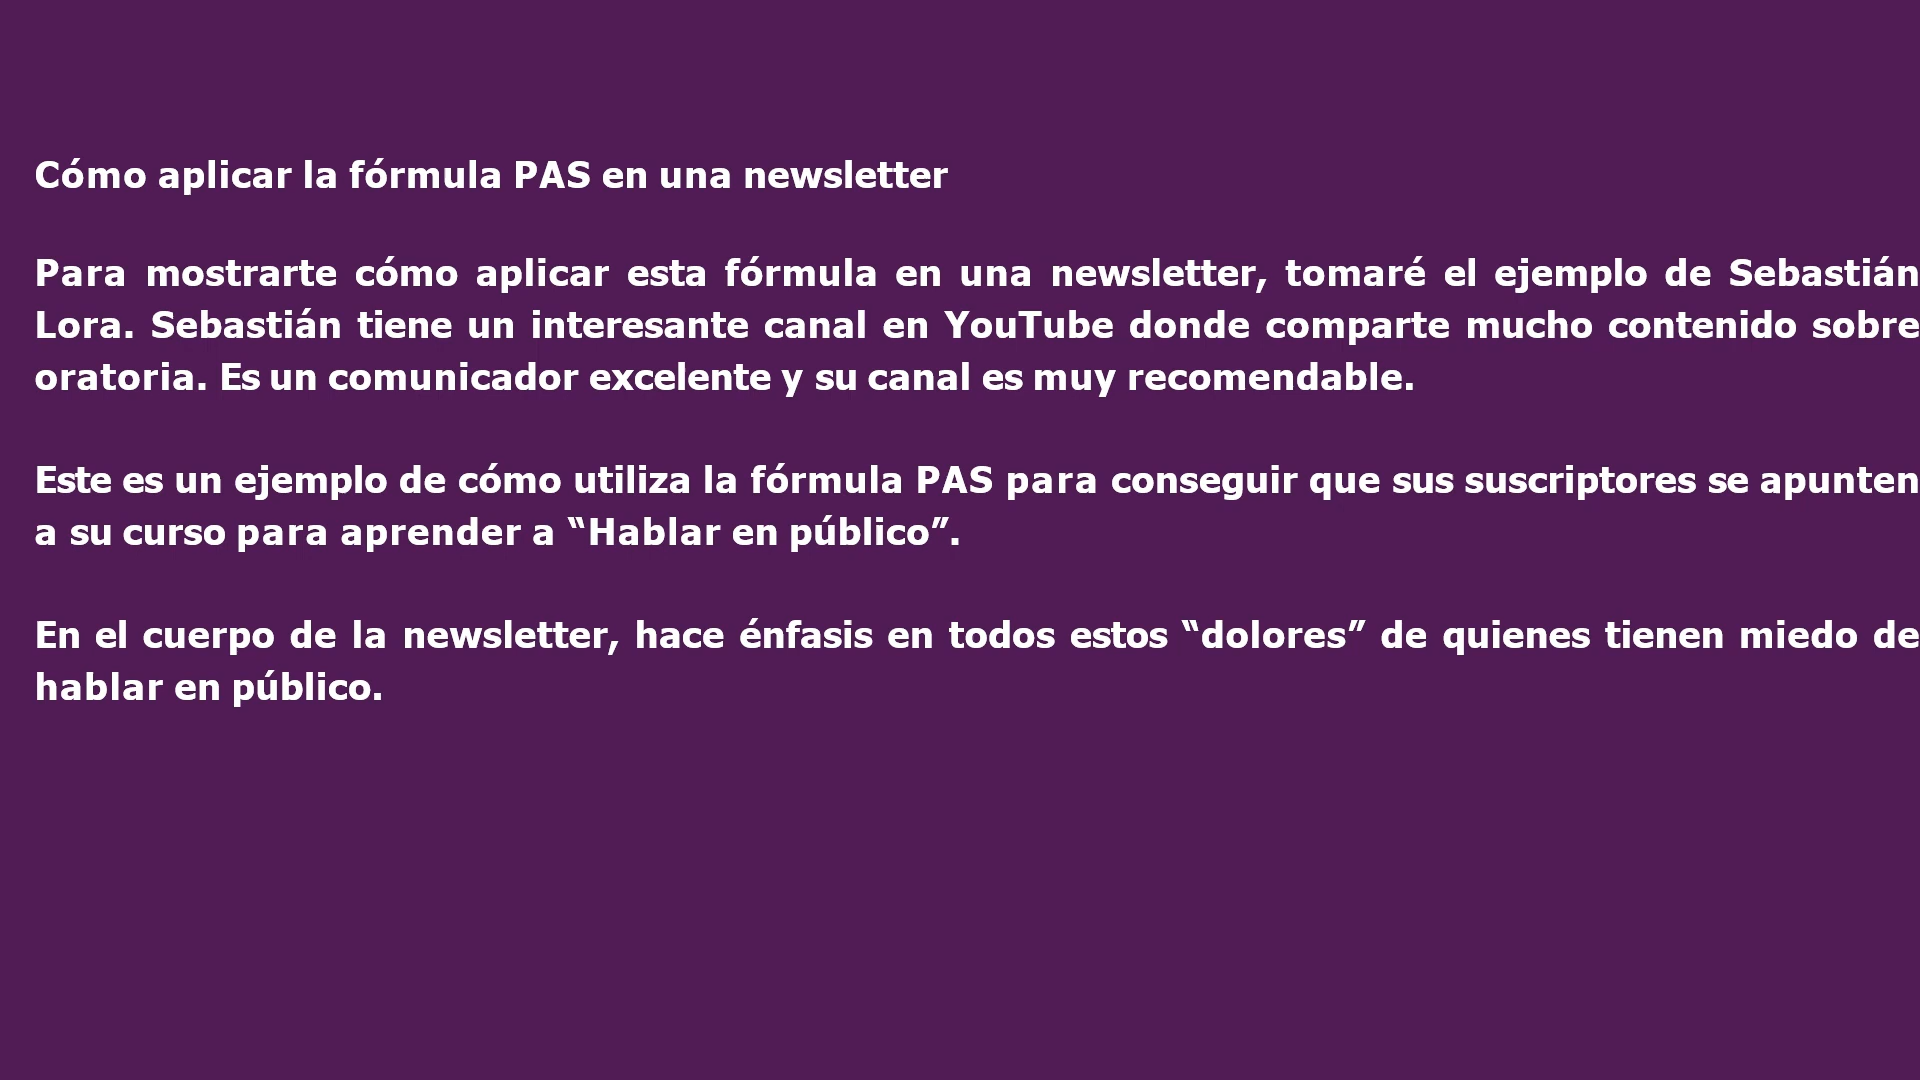 Cómo aplicar la fórmula PAS en una newsletter
Para mostrarte cómo aplicar esta fórmula en una newsletter, tomaré el ejemplo de Sebastián
Lora. Sebastián tiene un interesante canal en YouTube donde comparte mucho contenido sobre
oratoria. Es un comunicador excelente y su canal es muy recomendable.
Este es un ejemplo de cómo utiliza la fórmula PAS para conseguir que sus suscriptores se apunten
a su curso para aprender a “Hablar en público”.
En el cuerpo de la newsletter, hace énfasis en todos estos “dolores” de quienes tienen miedo de
hablar en público.